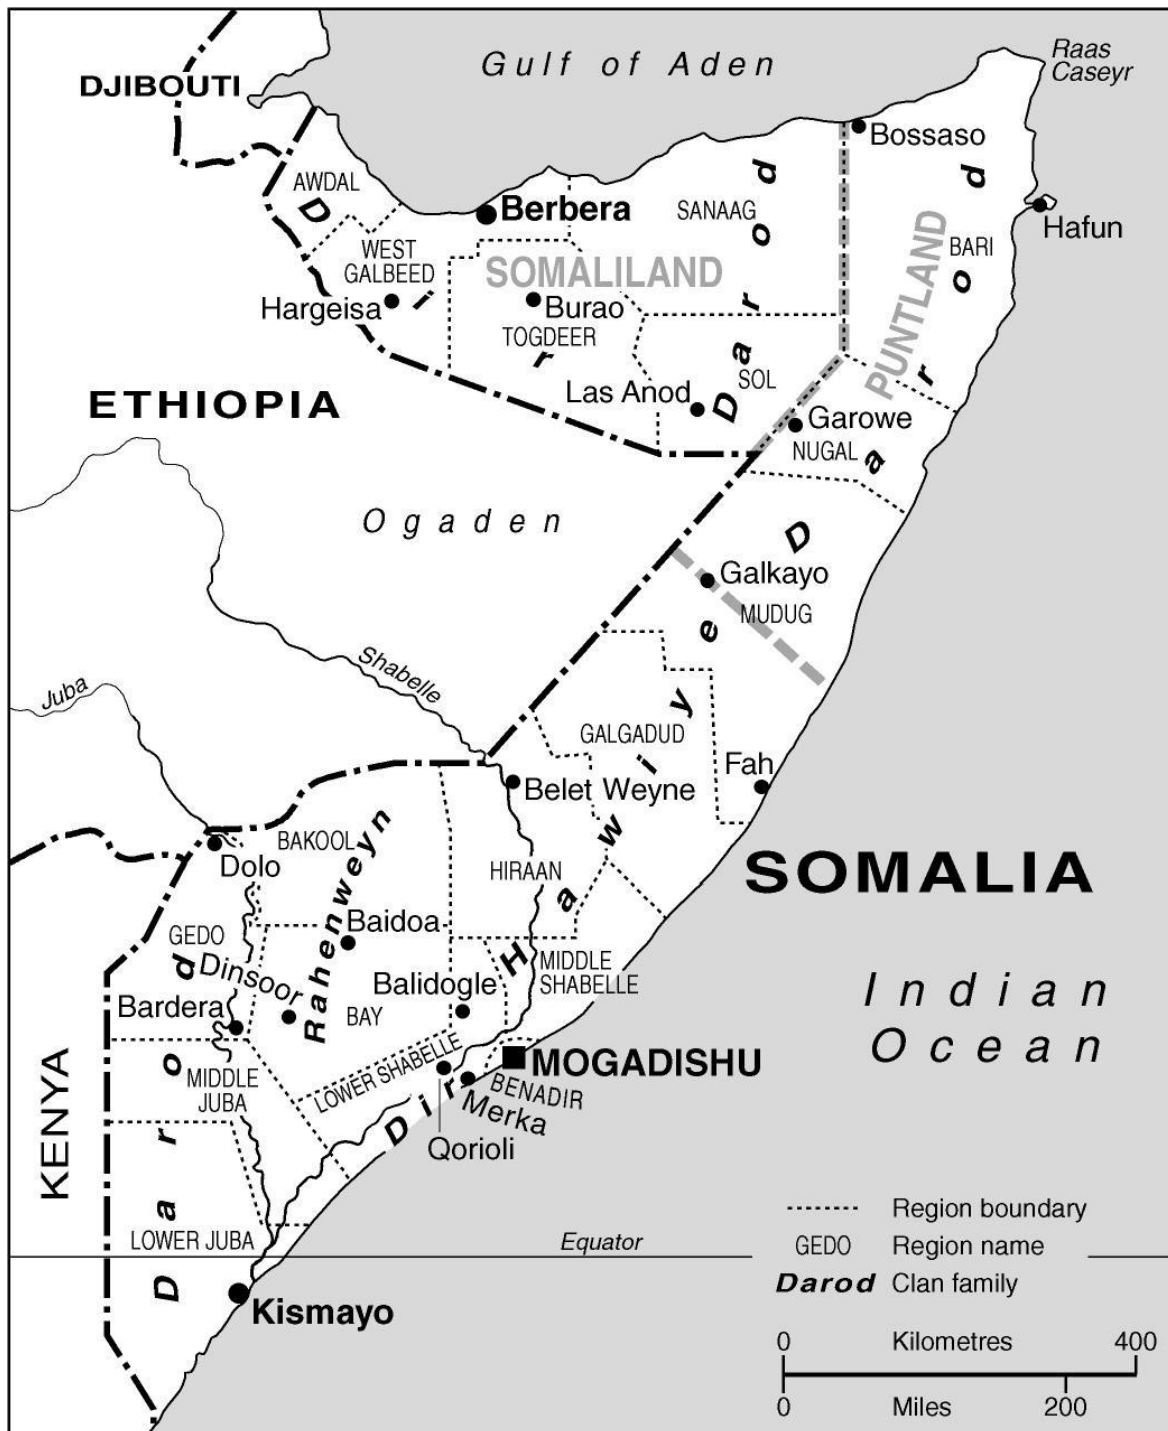 Gulf of Aden
Raas
Caseyr
DJIBOUTI
Bossaso
AWDAL
Dir
Berbera
SANAAG
Darod
Hafun
WEST
GALBEED
SOMALILAND
PUNTLAND
BARI
Darod
Hargeisa
Burao
TOGDEER
SOL
Las Anod
ETHIOPIA
Garowe
NUGAL
Ogaden
Galkayo
MUDUG
Shabelle
Juba
GALGADUD
Fah
Belet Weyne
Hawiye
BAKOOL
Dolo
Rahenweyn
HIRAAN
SOMALIA
Baidoa
GEDO
Dinsoor
Balidogle
MIDDLE
SHABELLE
Indian
Ocean
Bardera
BAY
LOWER SHABELLE
MOGADISHU
BENADIR
Merka
Dir
Qorioli
KENYA
MIDDLE
JUBA
Darod
LOWER JUBA
Equator
Kismayo
Region boundary
GEDO Region name
Darod Clan family
0 Kilometres 400
0 Miles 200